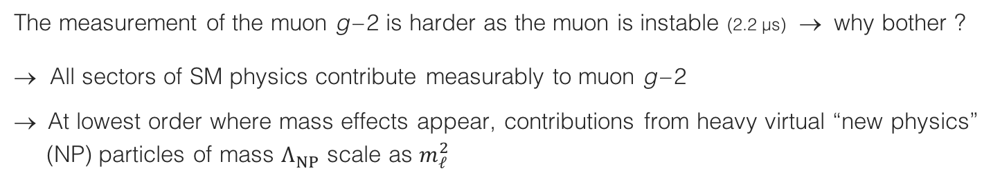 The measurement of the muon g−2 is harder as the muon is instable (2.2 μs) → why bother ?
→ All sectors of SM physics contribute measurably to muon g−2
→ At lowest order where mass effects appear, contributions from heavy virtual “new physics”
(NP) particles of mass Λ_NP scale as m_ℓ^2